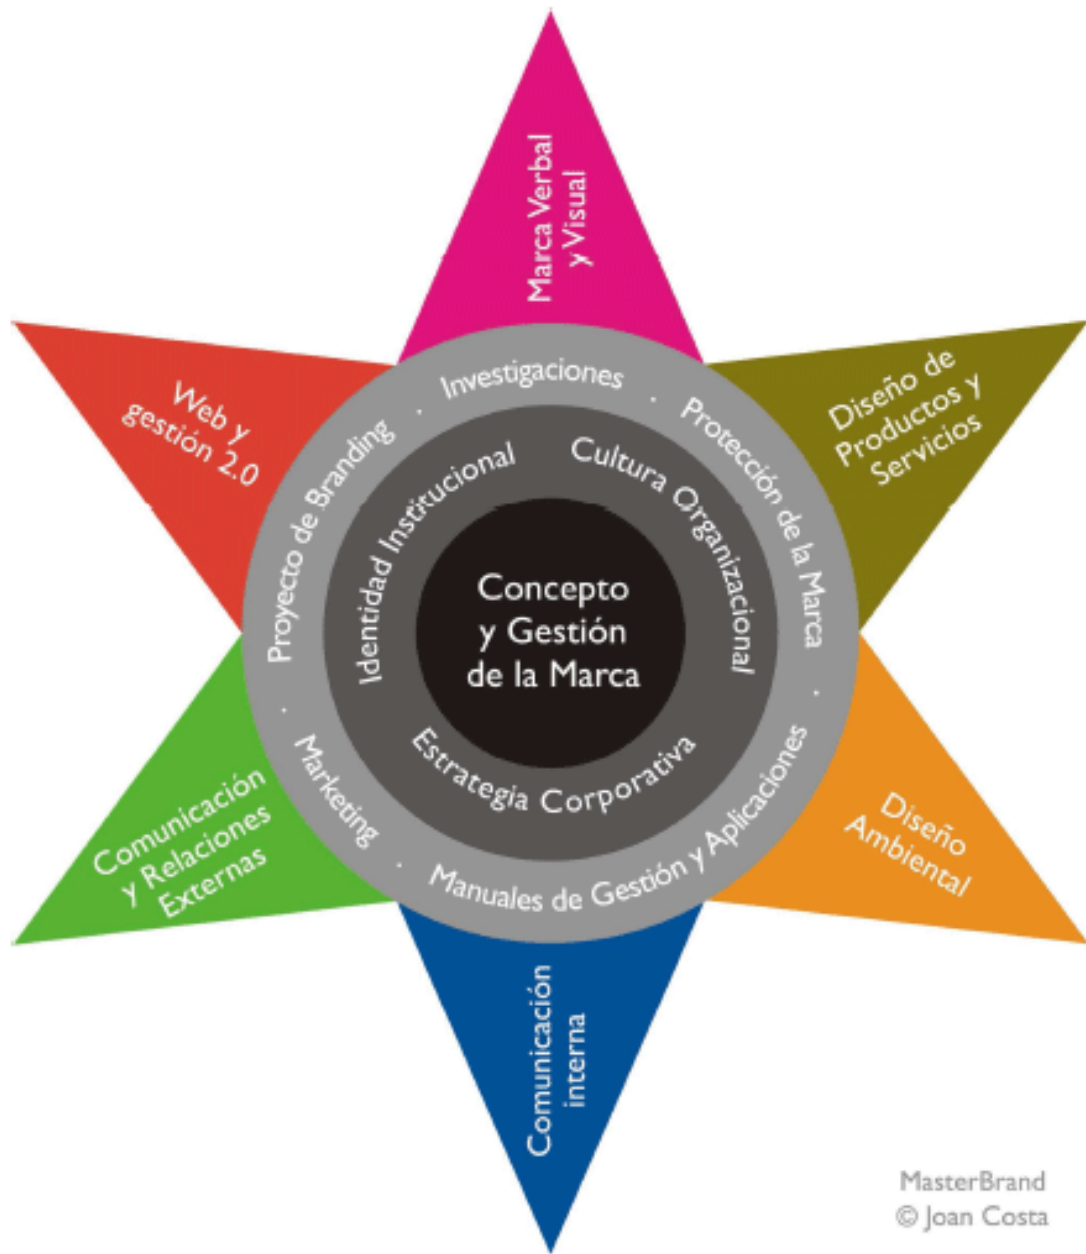 Marca Verbal
y Visual
Web y
gestión 2.0
Diseño de
Productos y
Servicios
Proyecto de Branding · Investigaciones · Protección de la Marca ·
Identidad Institucional
Cultura Organizacional
Concepto
y Gestión
de la Marca
Estrategia Corporativa
· Marketing · Manuales de Gestión y Aplicaciones
Comunicación
y Relaciones
Externas
Diseño
Ambiental
Comunicación
interna
MasterBrand
© Joan Costa